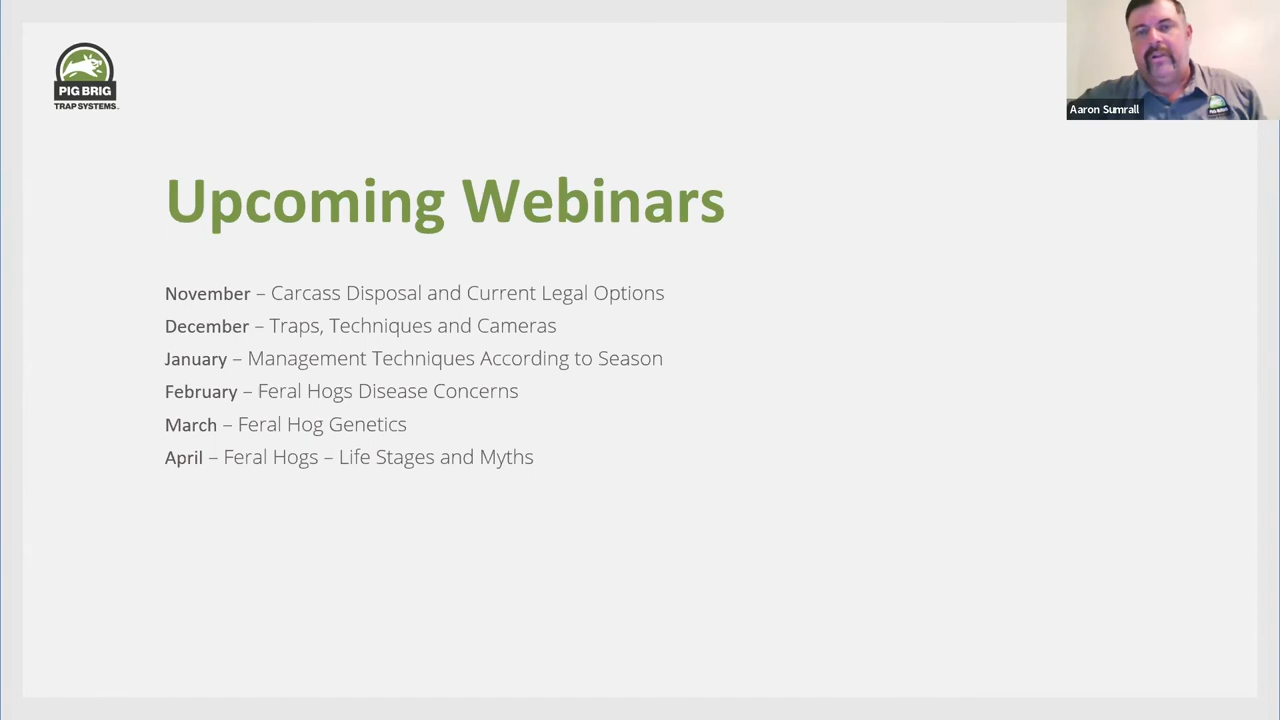 PIG BRIG
TRAP SYSTEMS
Aaron Sumrall
Upcoming Webinars
November – Carcass Disposal and Current Legal Options
December – Traps, Techniques and Cameras
January – Management Techniques According to Season
February – Feral Hogs Disease Concerns
March – Feral Hog Genetics
April – Feral Hogs – Life Stages and Myths